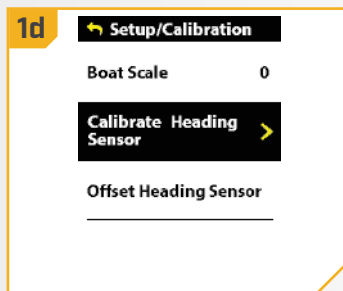 1d
Setup/Calibration
Boat Scale 0
Calibrate Heading
Sensor
Offset Heading Sensor